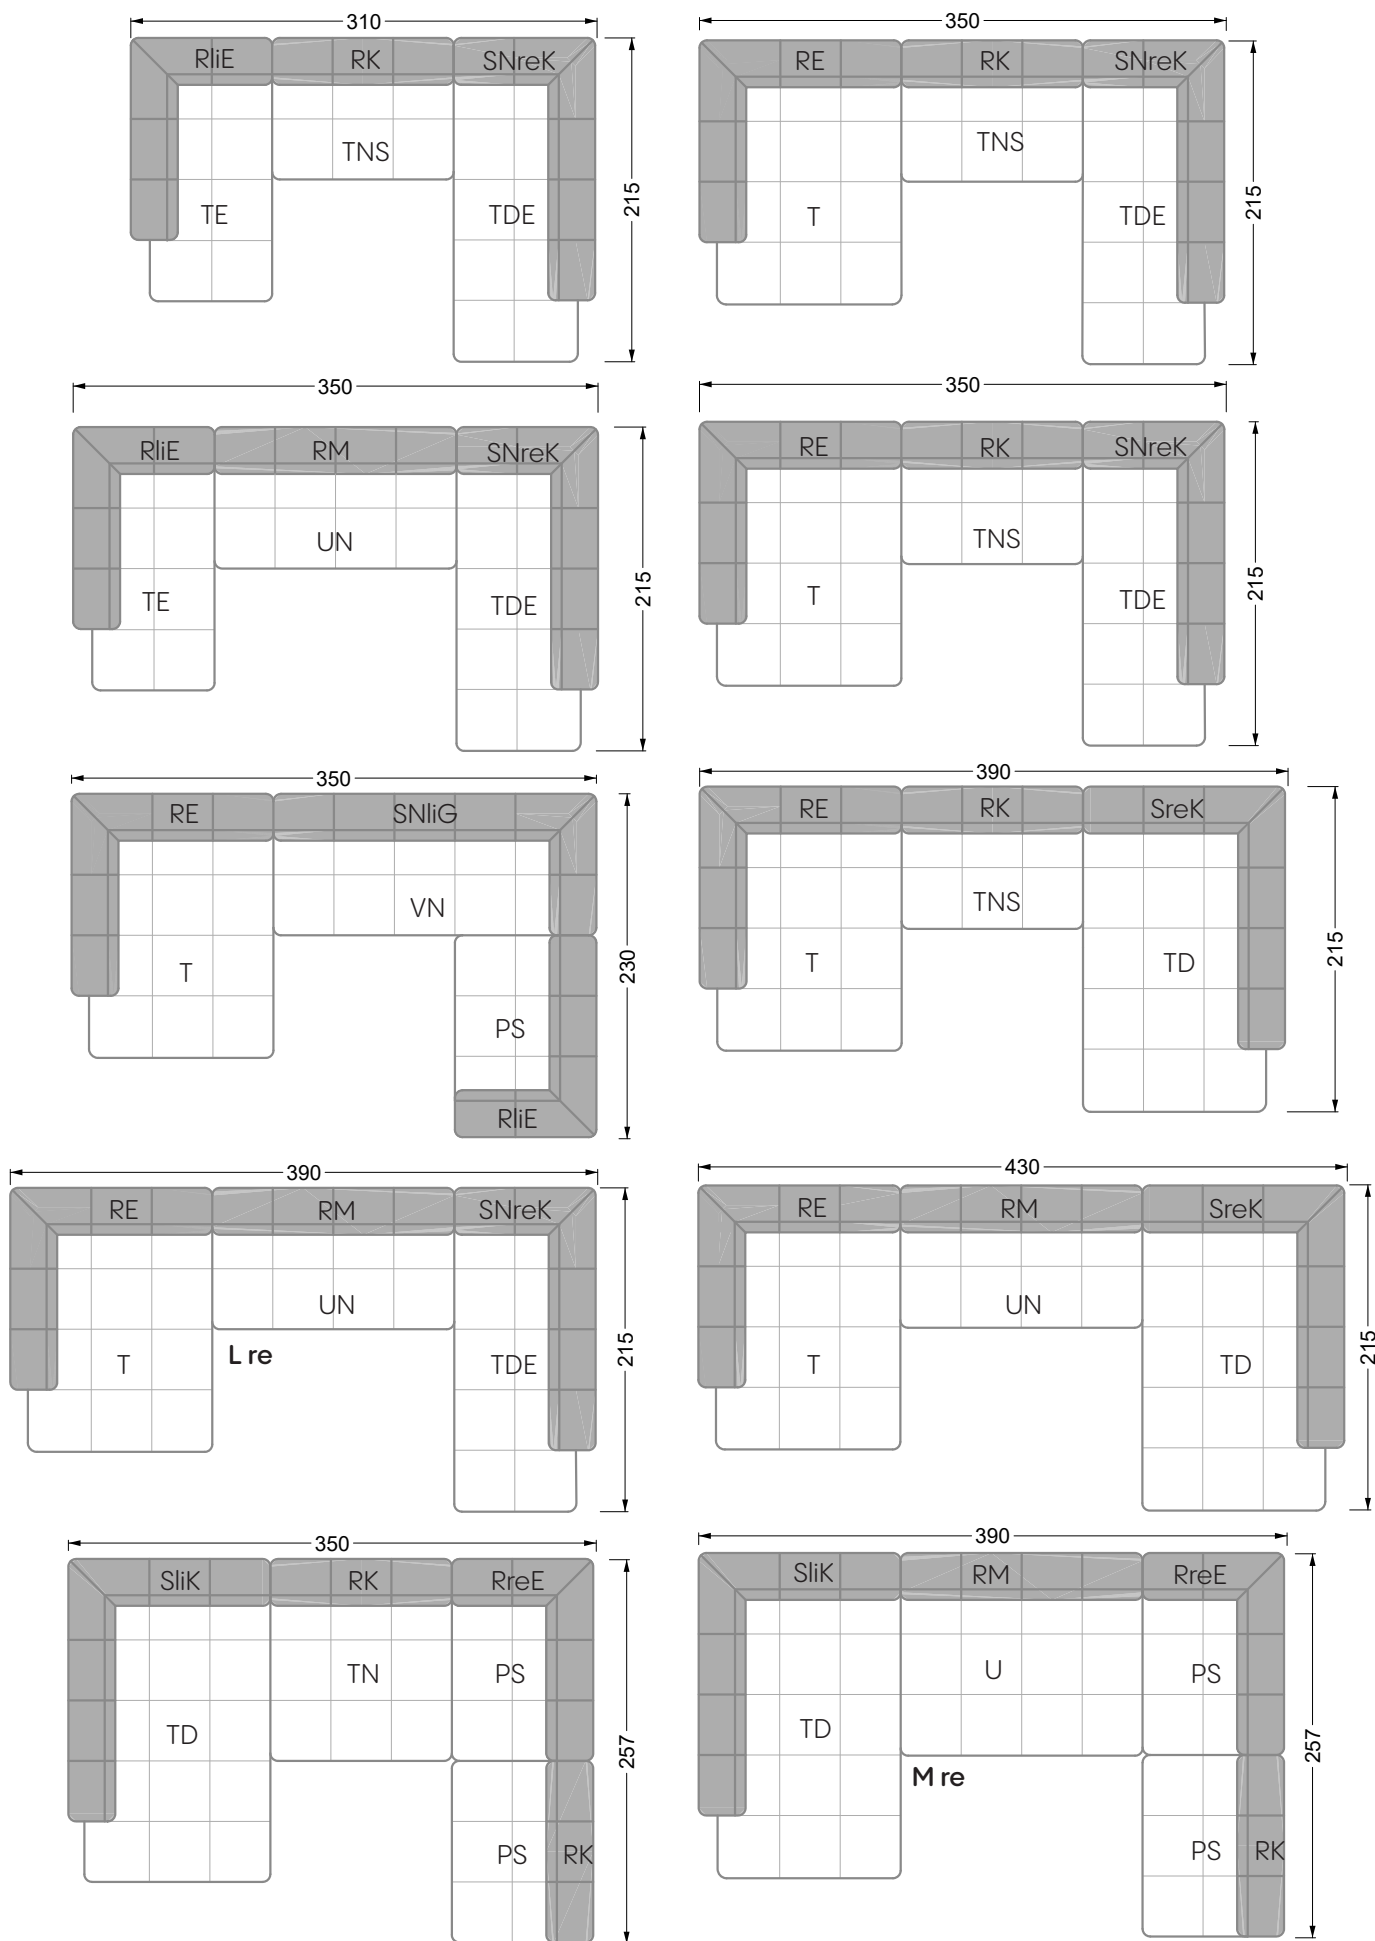 310
RliE RK SNreK
TNS
TE TDE
215
350
RE RK SNreK
TNS
T TDE
215
350
RliE RM SNreK
UN
TE TDE
215
350
RE RK SNreK
TNS
T TDE
215
350
RE SNliG
VN
T
PS
RliE
230
390
RE RK SreK
TNS
T TD
215
390
RE RM SNreK
UN
L re
T TDE
215
430
RE RM SreK
UN
T TD
215
350
SliK RK RreE
TN PS
TD
PS RK
257
390
SliK RM RreE
U PS
TD
M re
PS RK
257